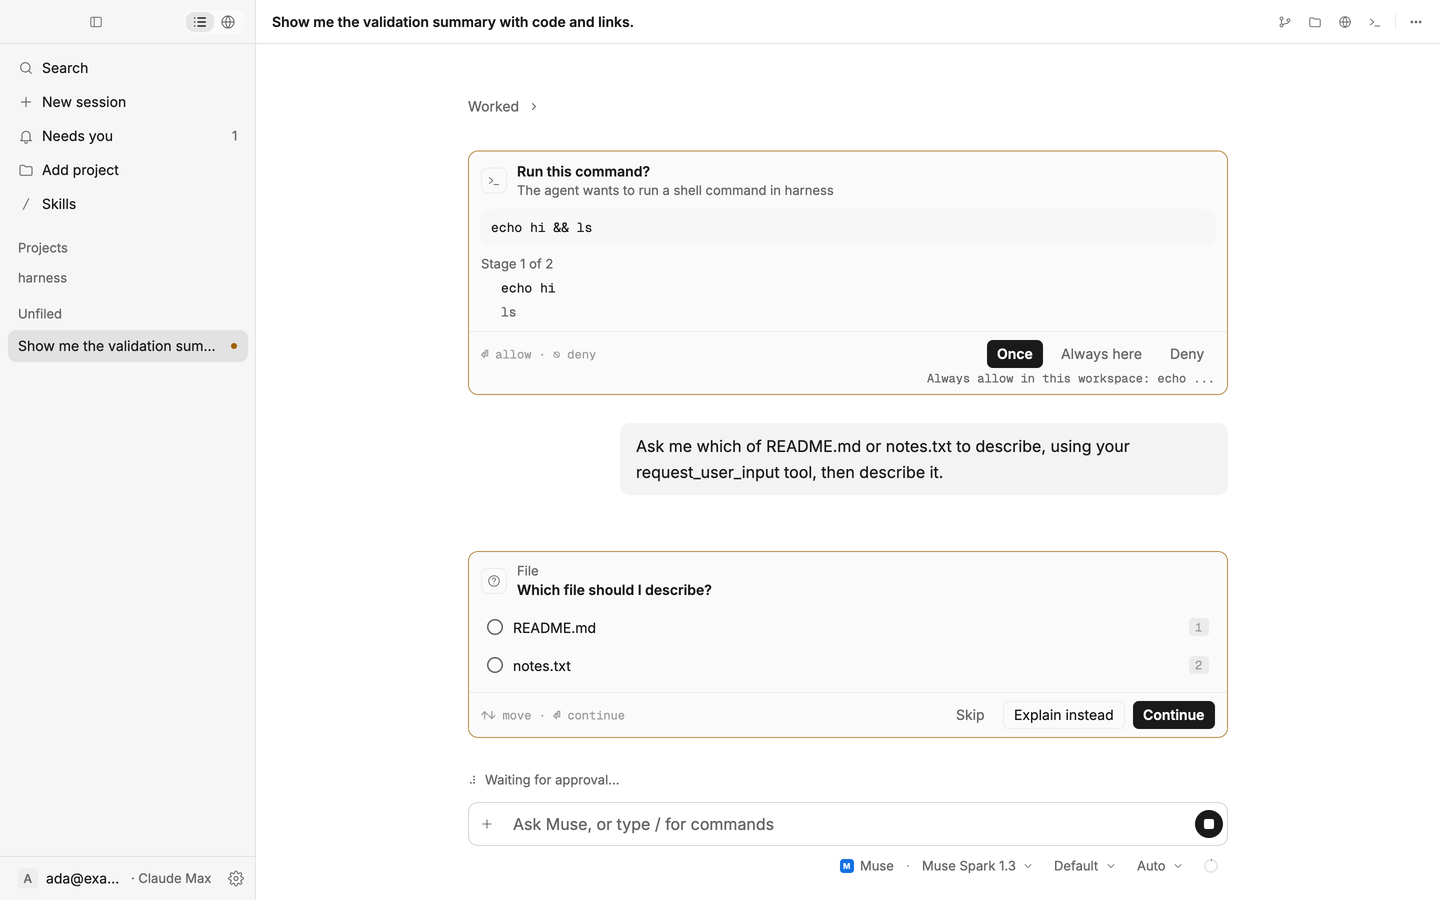 Show me the validation summary with code and links.
Search
New session
Needs you 1
Add project
Skills
Projects
harness
Unfiled
Show me the validation sum...
A ada@exa... · Claude Max
Worked
Run this command?
The agent wants to run a shell command in harness
echo hi && ls
Stage 1 of 2
echo hi
ls
allow · deny
Once Always here Deny
Always allow in this workspace: echo ...
Ask me which of README.md or notes.txt to describe, using your
request_user_input tool, then describe it.
File
Which file should I describe?
README.md 1
notes.txt 2
move · continue
Skip Explain instead Continue
Waiting for approval...
Ask Muse, or type / for commands
M Muse · Muse Spark 1.3 Default Auto